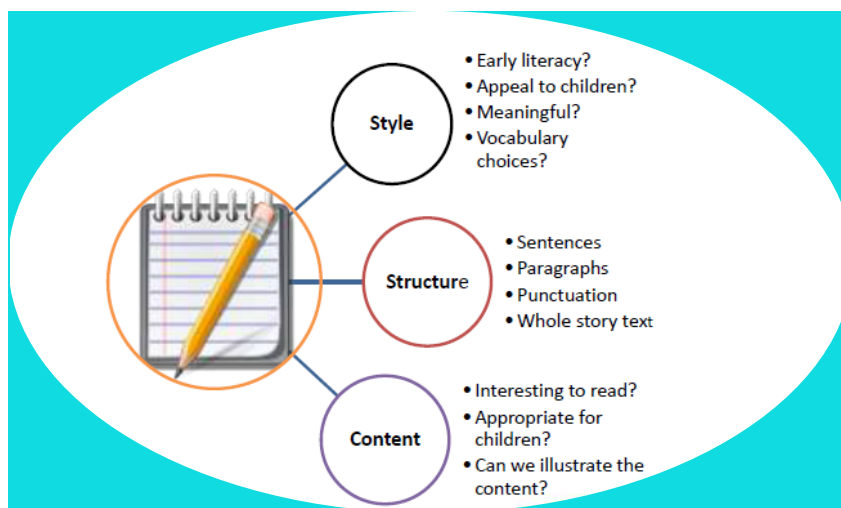 Style
• Early literacy?
• Appeal to children?
• Meaningful?
• Vocabulary
choices?
Structure
• Sentences
• Paragraphs
• Punctuation
• Whole story text
Content
• Interesting to read?
• Appropriate for
children?
• Can we illustrate the
content?